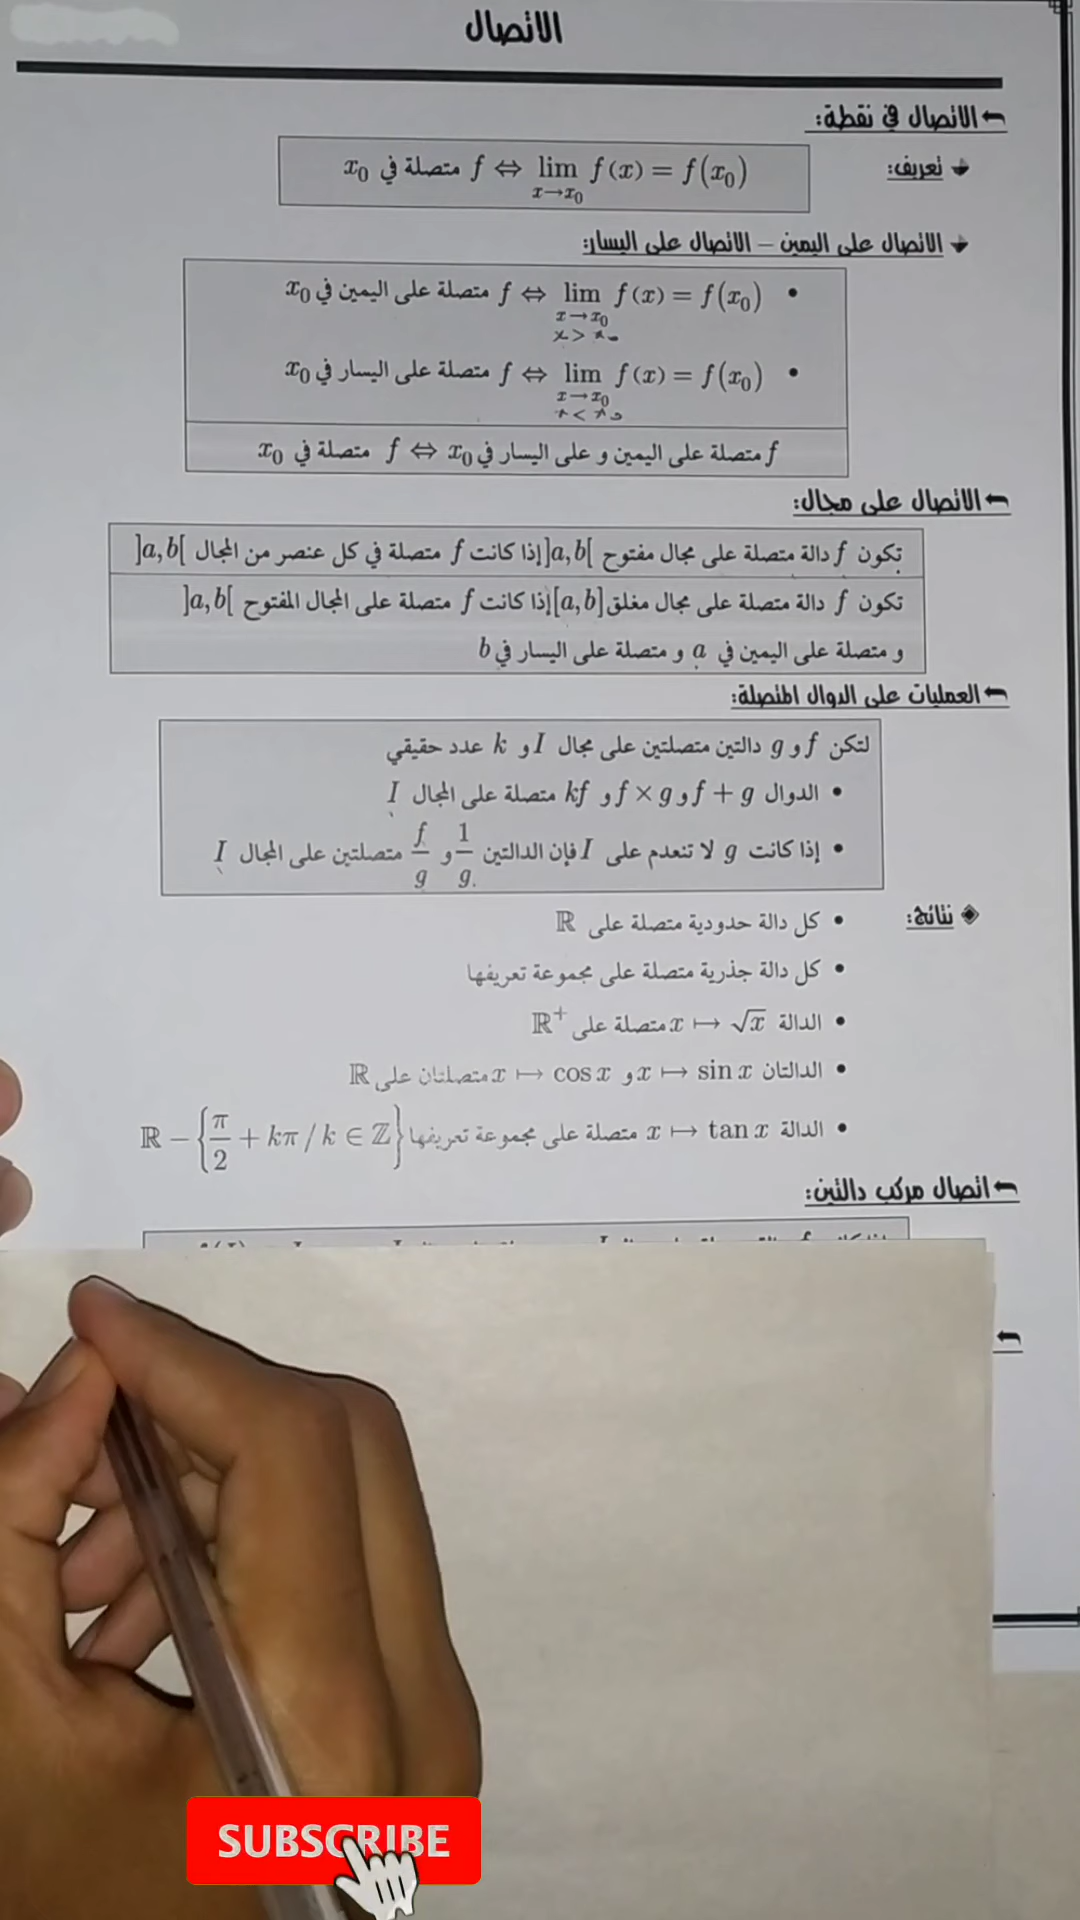 الاتصال
الاتصال في نقطة:
تعريف:
f متصلة في x₀ ⇔ lim f(x) = f(x₀)
x→x₀
الاتصال على اليمين – الاتصال على اليسار:
• f متصلة على اليمين في x₀ ⇔ lim f(x) = f(x₀)
x→x₀
x > x₀
• f متصلة على اليسار في x₀ ⇔ lim f(x) = f(x₀)
x→x₀
x < x₀
f متصلة على اليمين و على اليسار في x₀ ⇔ f متصلة في x₀
الاتصال على مجال:
تكون f دالة متصلة على مجال مفتوح ]a,b[ إذا كانت f متصلة في كل عنصر من المجال ]a,b[
تكون f دالة متصلة على مجال مغلق [a,b] إذا كانت f متصلة على المجال المفتوح ]a,b[
و متصلة على اليمين في a و متصلة على اليسار في b
العمليات على الدوال المتصلة:
لتكن f و g دالتين متصلتين على مجال I و k عدد حقيقي
• الدوال f + g و f × g و kf متصلة على المجال I
• إذا كانت g لا تنعدم على I فإن الدالتين 1/g و f/g متصلتين على المجال I
نتائج:
• كل دالة حدودية متصلة على ℝ
• كل دالة جذرية متصلة على مجموعة تعريفها
• الدالة x ↦ √x متصلة على ℝ⁺
• الدالتان x ↦ sin x و x ↦ cos x متصلتان على ℝ
• الدالة x ↦ tan x متصلة على مجموعة تعريفها ℝ − {π/2 + kπ / k ∈ ℤ}
اتصال مركب دالتين:
SUBSCRIBE